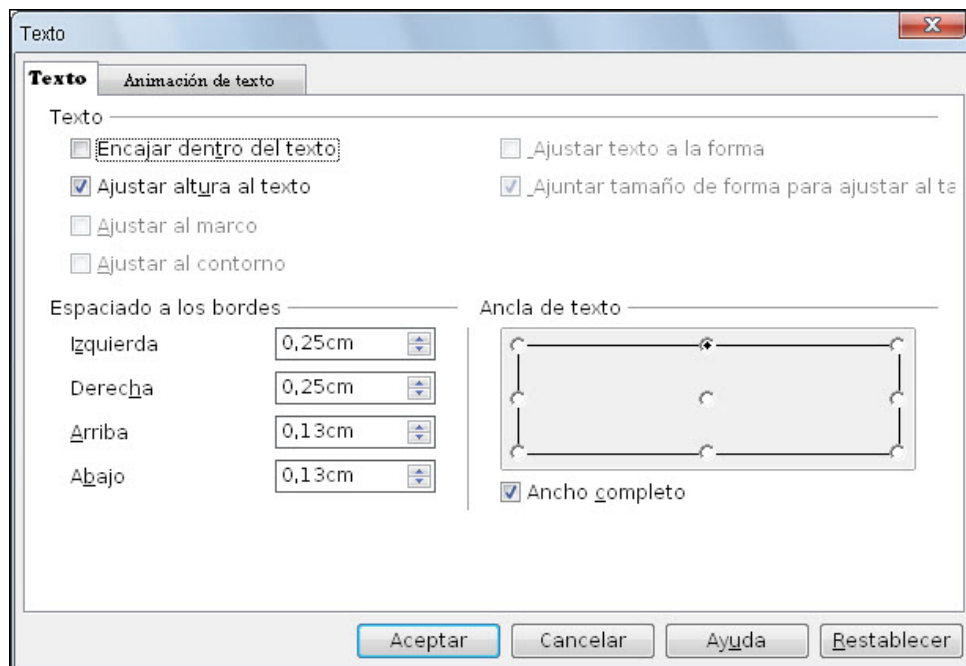 Texto
Texto Animación de texto
Texto
Encajar dentro del texto
_Ajustar texto a la forma
Ajustar altura al texto
_Ajuntar tamaño de forma para ajustar al ta
Ajustar al marco
Ajustar al contorno
Espaciado a los bordes
Izquierda 0,25cm
Derecha 0,25cm
Arriba 0,13cm
Abajo 0,13cm
Ancla de texto
Ancho completo
Aceptar Cancelar Ayuda Restablecer